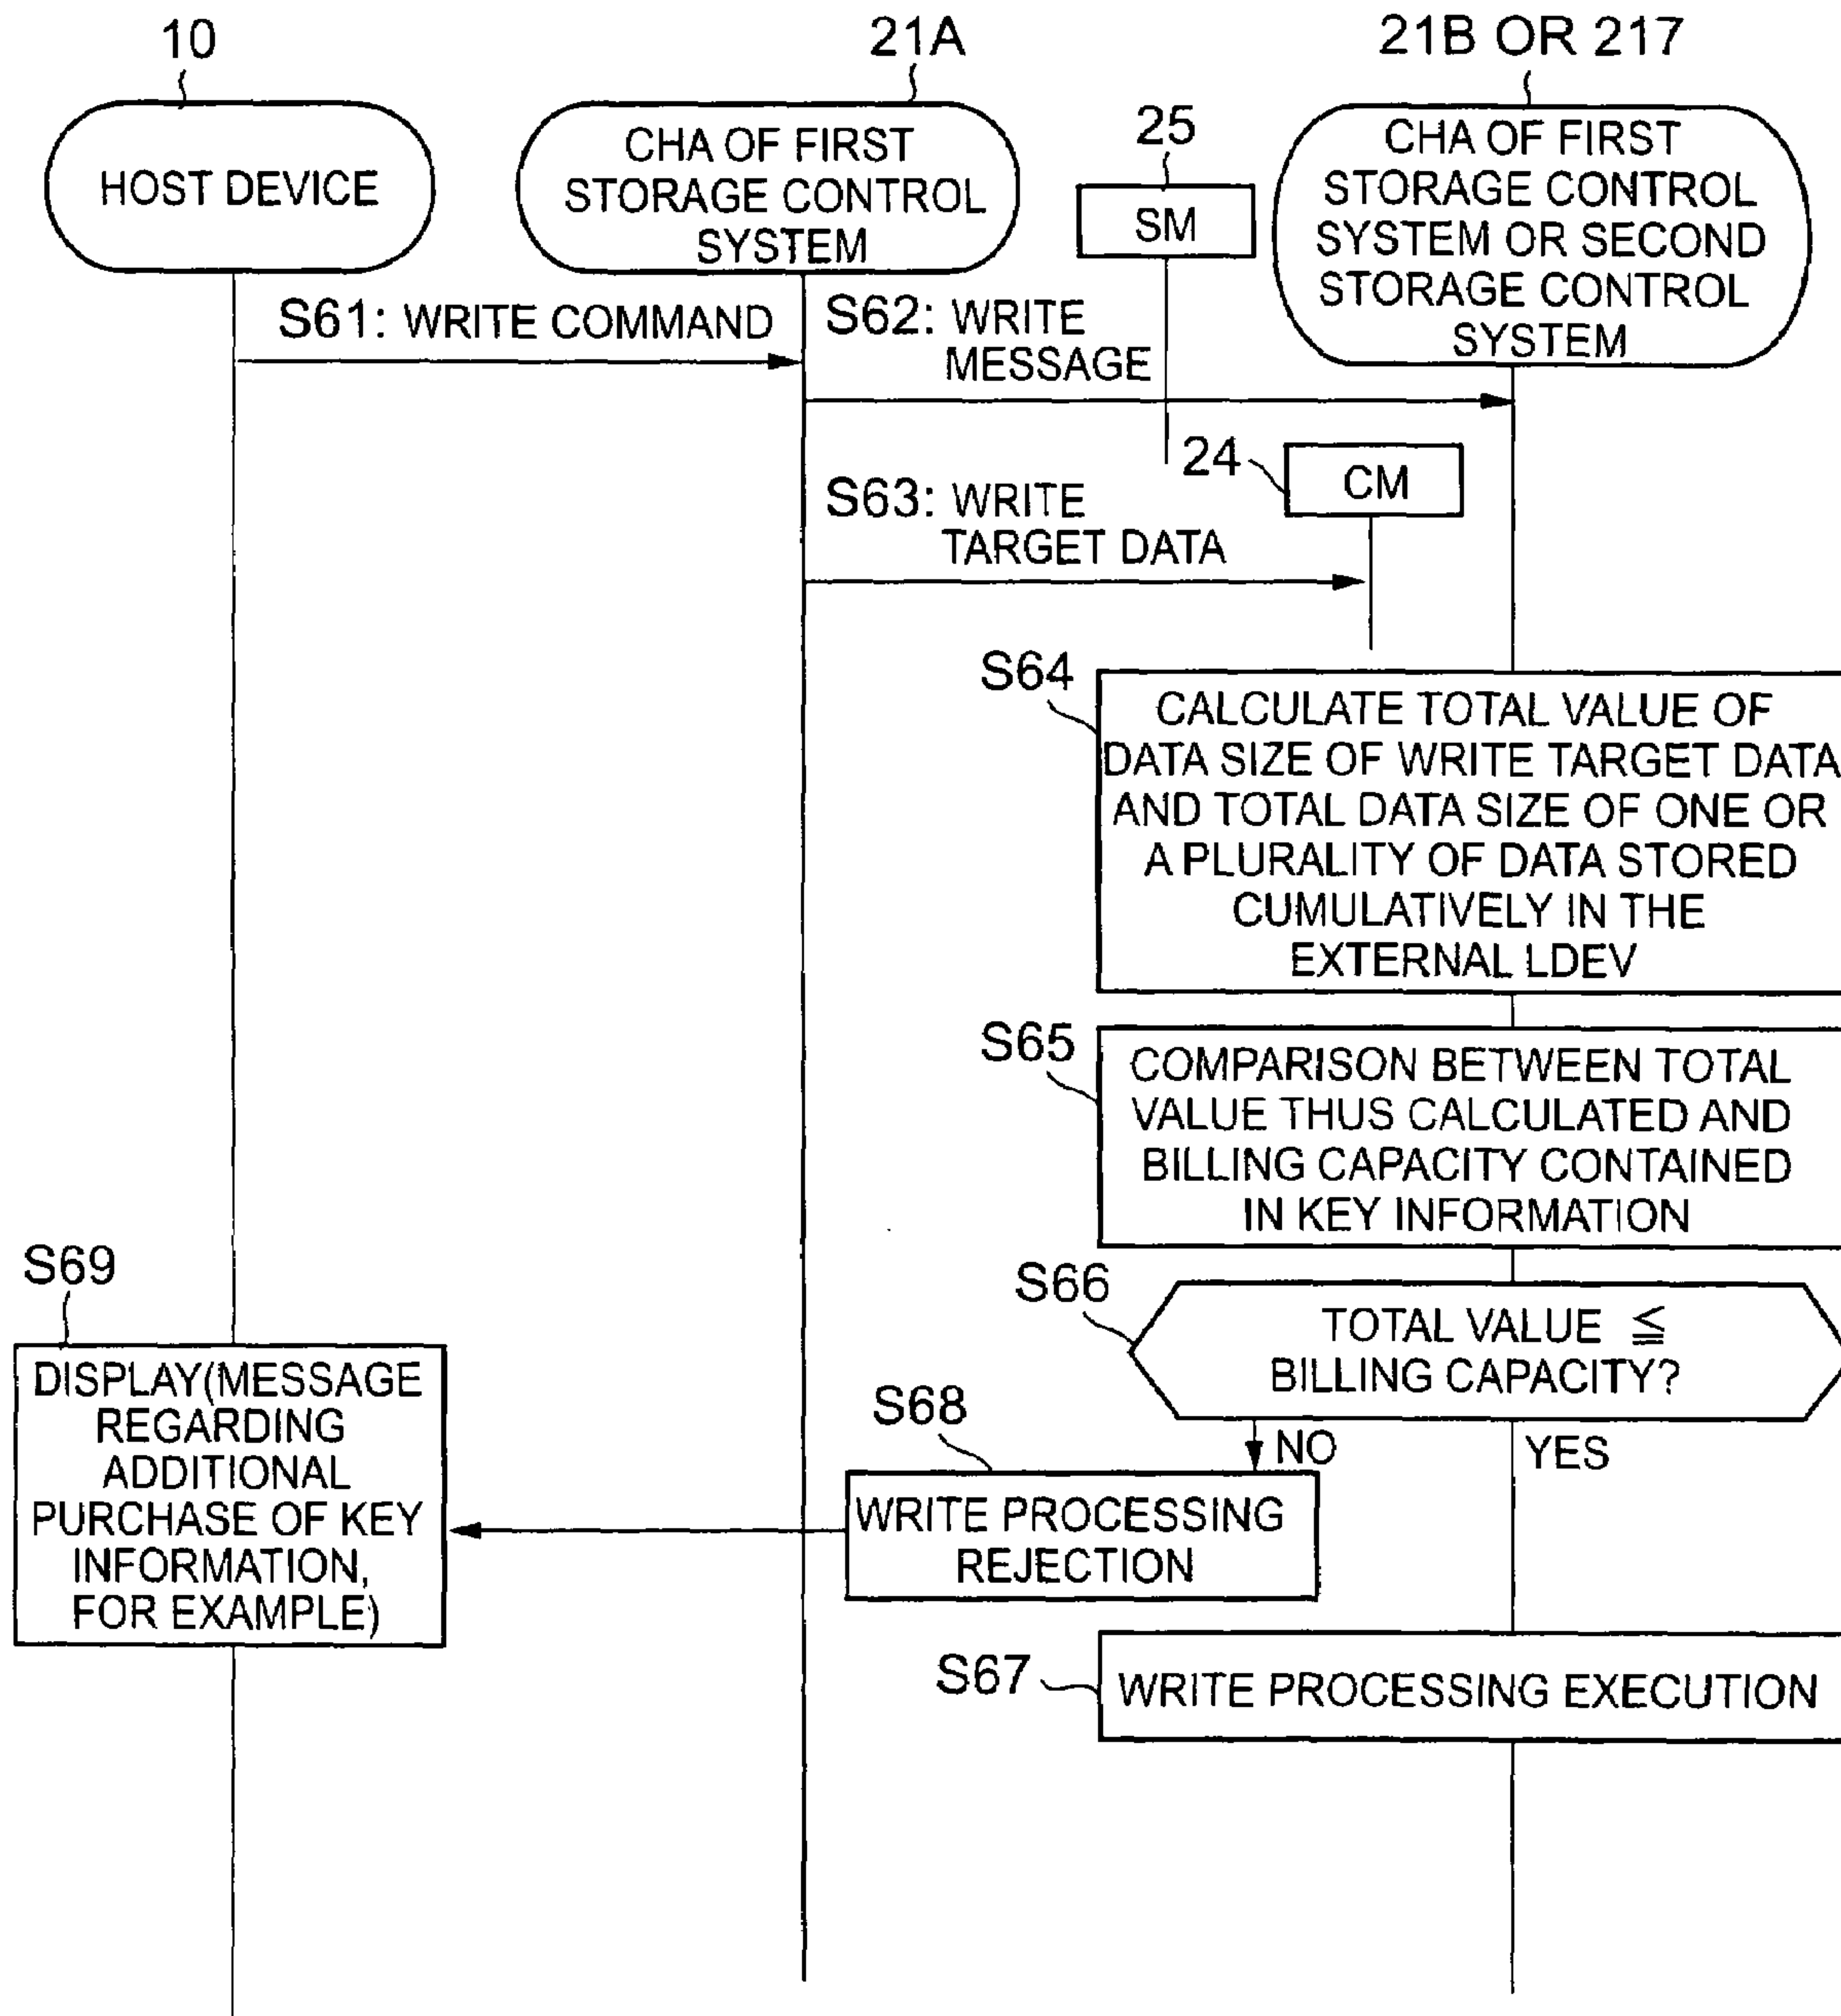 10
21A
21B OR 217
HOST DEVICE
CHA OF FIRST
STORAGE CONTROL
SYSTEM
25
SM
CHA OF FIRST
STORAGE CONTROL
SYSTEM OR SECOND
STORAGE CONTROL
SYSTEM
S61: WRITE COMMAND
S62: WRITE
MESSAGE
24
CM
S63: WRITE
TARGET DATA
S64
CALCULATE TOTAL VALUE OF
DATA SIZE OF WRITE TARGET DATA
AND TOTAL DATA SIZE OF ONE OR
A PLURALITY OF DATA STORED
CUMULATIVELY IN THE
EXTERNAL LDEV
S65
COMPARISON BETWEEN TOTAL
VALUE THUS CALCULATED AND
BILLING CAPACITY CONTAINED
IN KEY INFORMATION
S66
TOTAL VALUE ≦
BILLING CAPACITY?
NO
YES
S68
WRITE PROCESSING
REJECTION
S69
DISPLAY(MESSAGE
REGARDING
ADDITIONAL
PURCHASE OF KEY
INFORMATION,
FOR EXAMPLE)
S67
WRITE PROCESSING EXECUTION